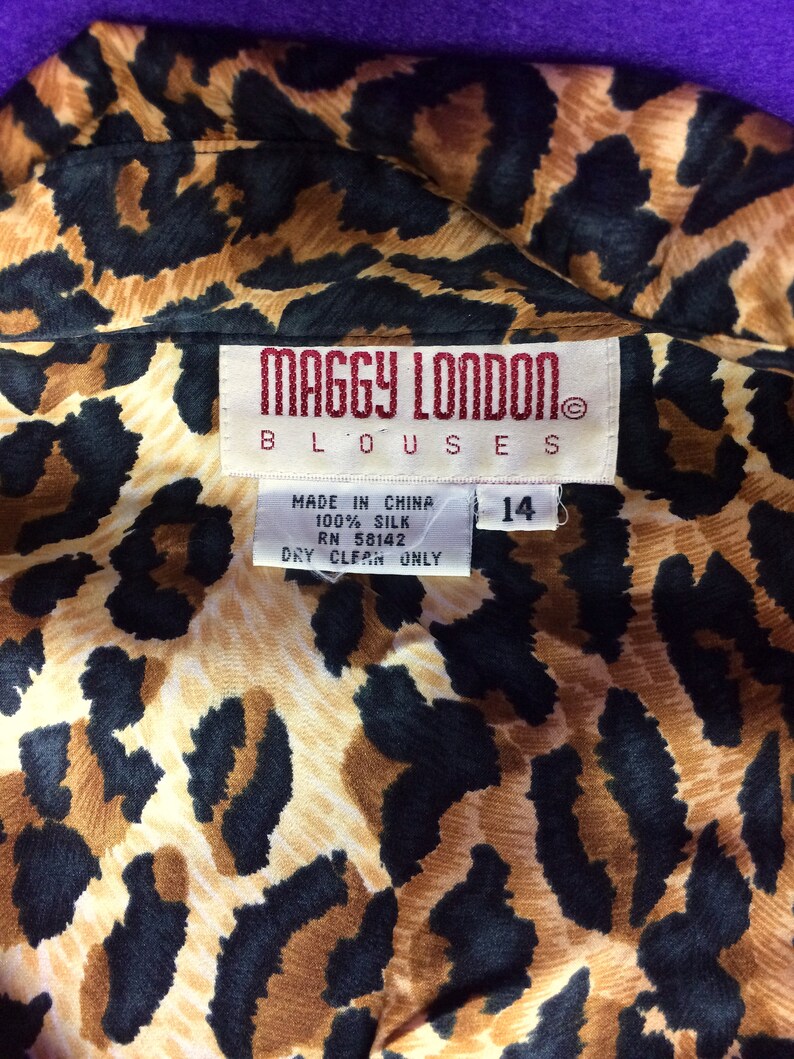 MAGGY LONDON©
BLOUSES
MADE IN CHINA
100% SILK
RN 58142
DRY CLEAN ONLY
14